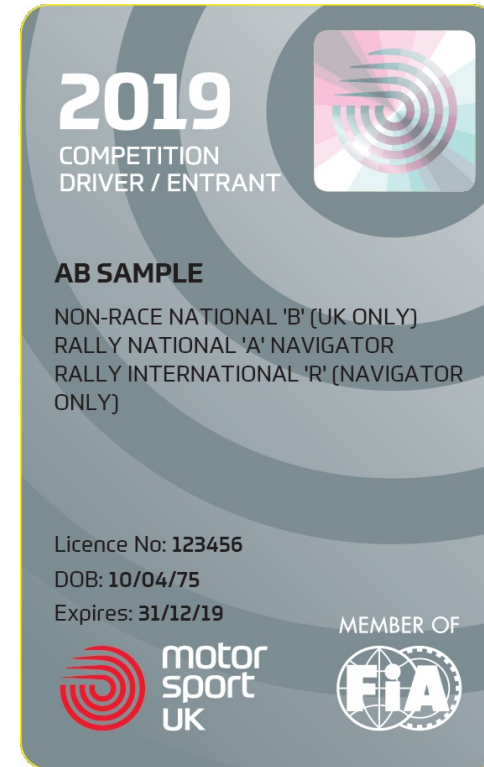 2019
COMPETITION
DRIVER / ENTRANT
AB SAMPLE
NON-RACE NATIONAL 'B' (UK ONLY)
RALLY NATIONAL 'A' NAVIGATOR
RALLY INTERNATIONAL 'R' (NAVIGATOR
ONLY)
Licence No: 123456
DOB: 10/04/75
Expires: 31/12/19
motor
sport
UK
MEMBER OF
FiA